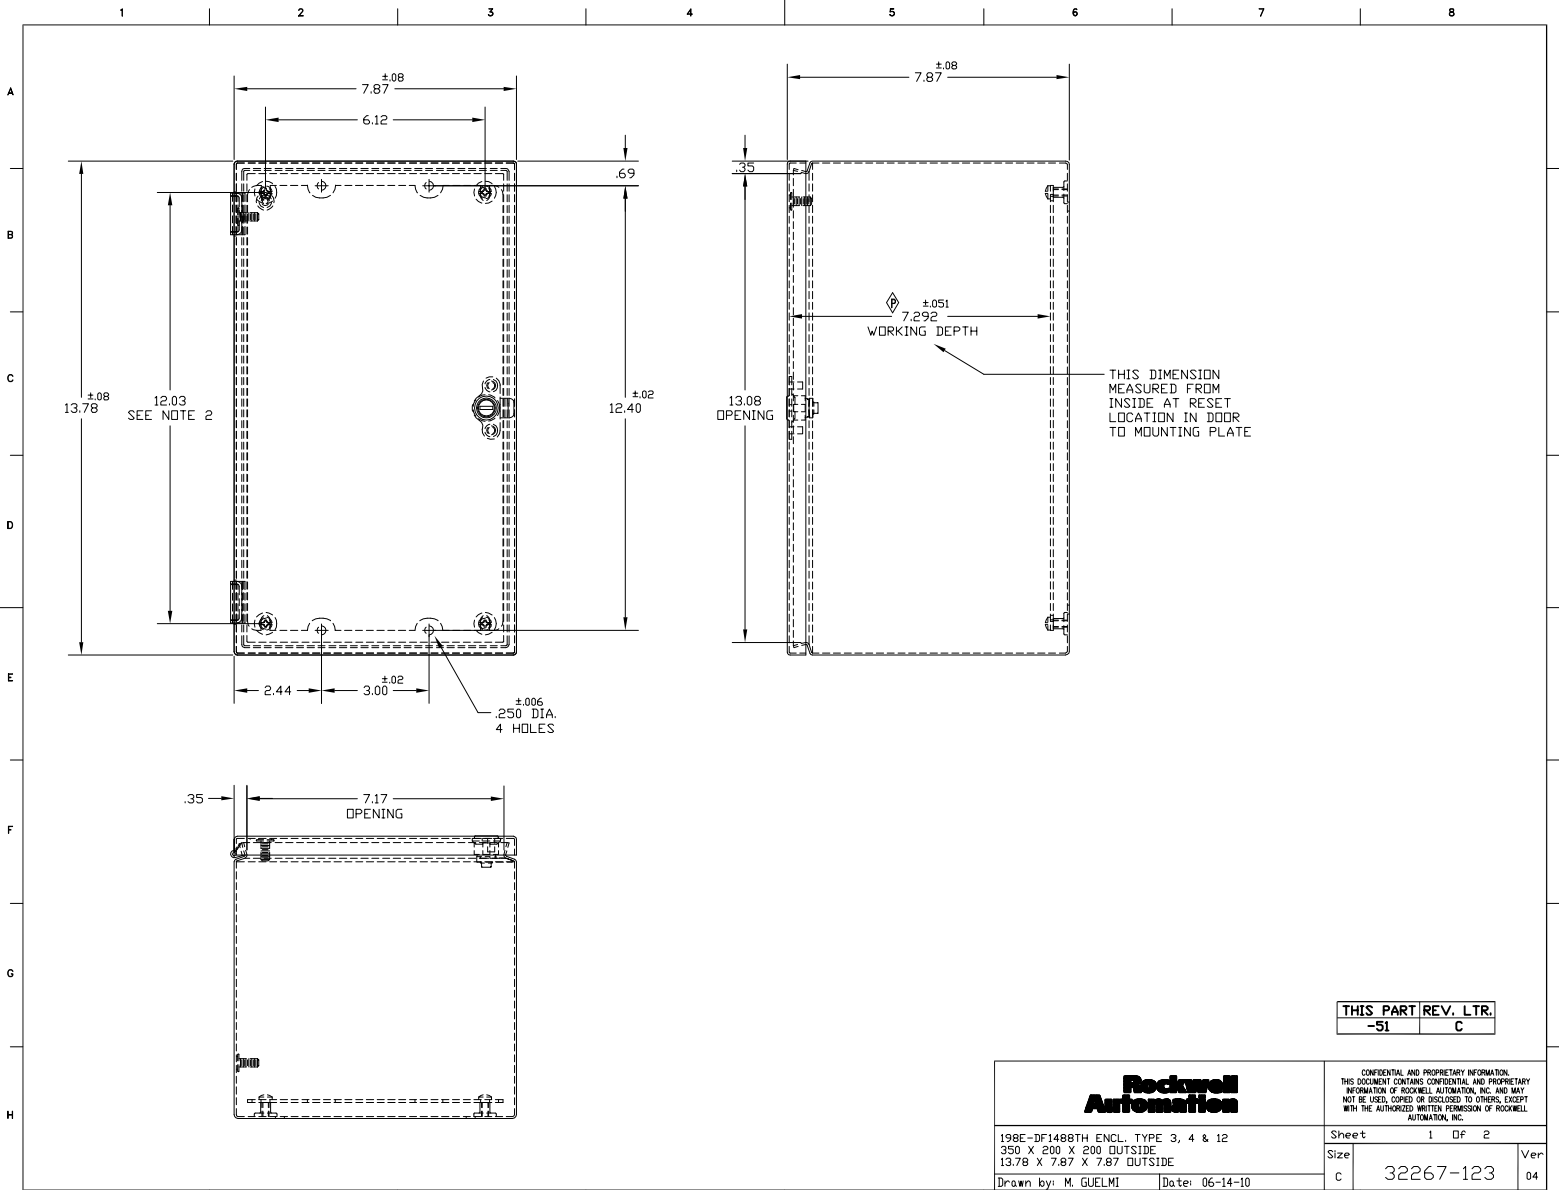 1 2 3 4 5 6 7 8
A
B
C
D
E
F
G
H
±.08
7.87
6.12
.69
13.78 ±.08
12.03
SEE NOTE 2
12.40 ±.02
2.44
3.00 ±.02
±.006
.250 DIA.
4 HOLES
±.08
7.87
.35
P
±.051
7.292
WORKING DEPTH
13.08
OPENING
THIS DIMENSION
MEASURED FROM
INSIDE AT RESET
LOCATION IN DOOR
TO MOUNTING PLATE
.35
7.17
OPENING
THIS PART REV. LTR.
-51 C
Rockwell
Automation
CONFIDENTIAL AND PROPRIETARY INFORMATION.
THIS DOCUMENT CONTAINS CONFIDENTIAL AND PROPRIETARY
INFORMATION OF ROCKWELL AUTOMATION, INC. AND MAY
NOT BE USED, COPIED OR DISCLOSED TO OTHERS, EXCEPT
WITH THE AUTHORIZED WRITTEN PERMISSION OF ROCKWELL
AUTOMATION, INC.
198E-DF1488TH ENCL. TYPE 3, 4 & 12
350 X 200 X 200 OUTSIDE
13.78 X 7.87 X 7.87 OUTSIDE
Drawn by: M. GUELMI Date: 06-14-10
Sheet 1 Of 2
Size Ver
C 32267-123 04